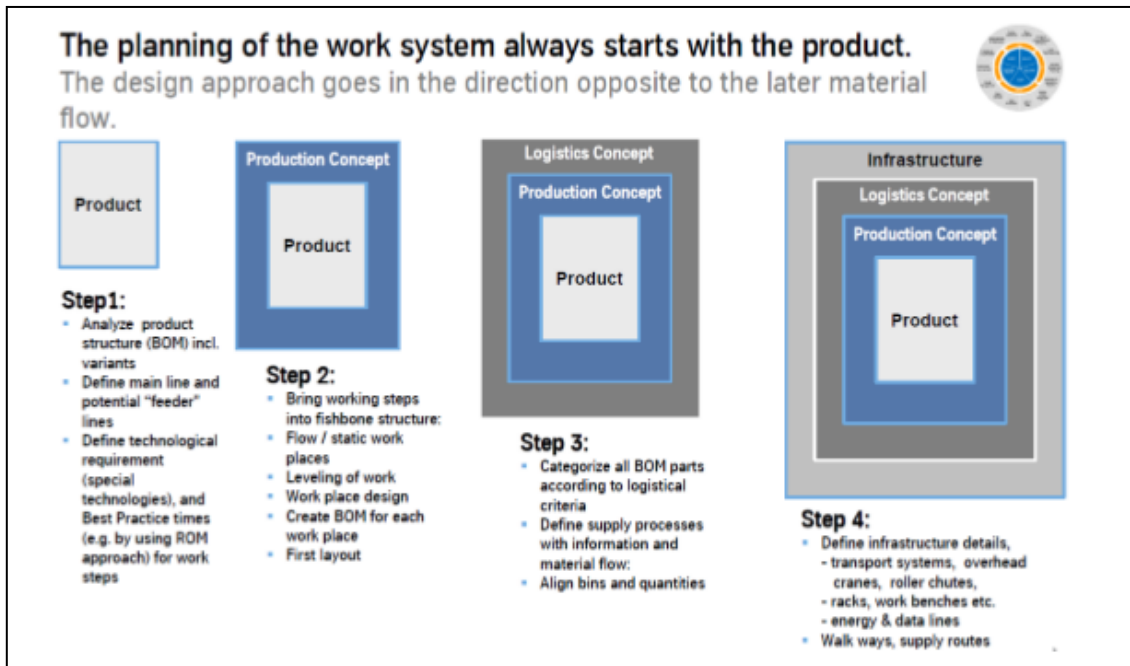 The planning of the work system always starts with the product.
The design approach goes in the direction opposite to the later material
flow.
Product
Step1:
Analyze product
structure (BOM) incl.
variants
Define main line and
potential “feeder”
lines
Define technological
requirement
(special
technologies), and
Best Practice times
(e.g. by using ROM
approach) for work
steps
Production Concept
Product
Step 2:
Bring working steps
into fishbone structure:
Flow / static work
places
Leveling of work
Work place design
Create BOM for each
work place
First layout
Logistics Concept
Production Concept
Product
Step 3:
Categorize all BOM parts
according to logistical
criteria
Define supply processes
with information and
material flow:
Align bins and quantities
Infrastructure
Logistics Concept
Production Concept
Product
Step 4:
Define infrastructure details,
- transport systems, overhead
cranes, roller chutes,
- racks, work benches etc.
- energy & data lines
Walk ways, supply routes